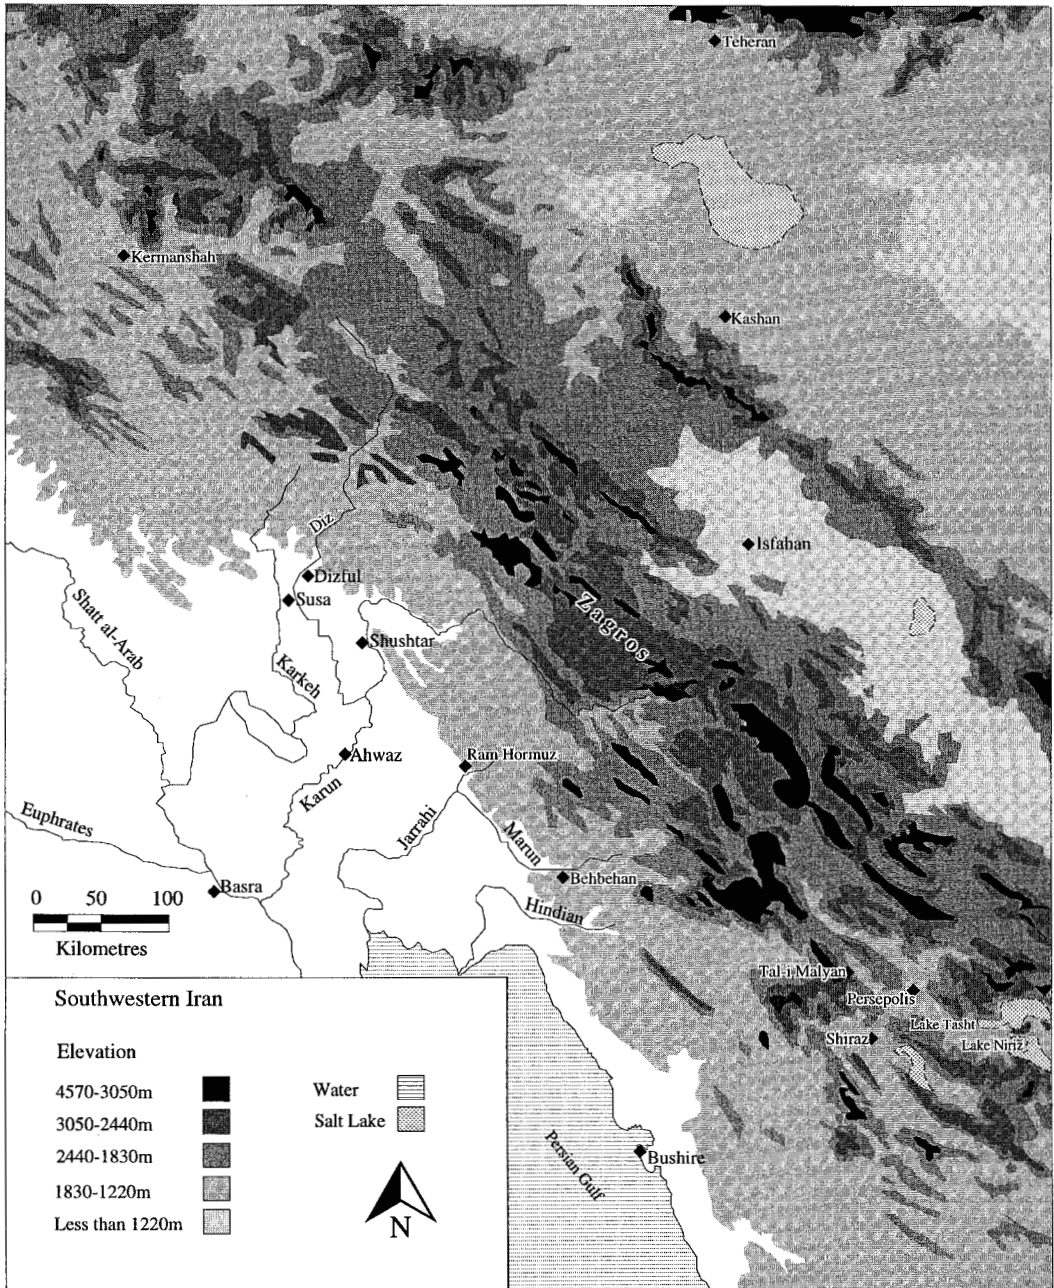 Teheran
Kermanshah
Kashan
Diz
Isfahan
Dizful
Susa
Zagros
Shatt al-Arab
Shushtar
Karkeh
Ahwaz
Ram Hormuz
Karun
Jarrahi
Euphrates
Marun
Behbehan
Basra
Hindian
0 50 100
Kilometres
Tal-i Malyan
Persepolis
Lake Tasht
Shiraz
Lake Niriz
Southwestern Iran
Elevation
4570-3050m
3050-2440m
2440-1830m
1830-1220m
Less than 1220m
Water
Salt Lake
N
Persian Gulf
Bushire